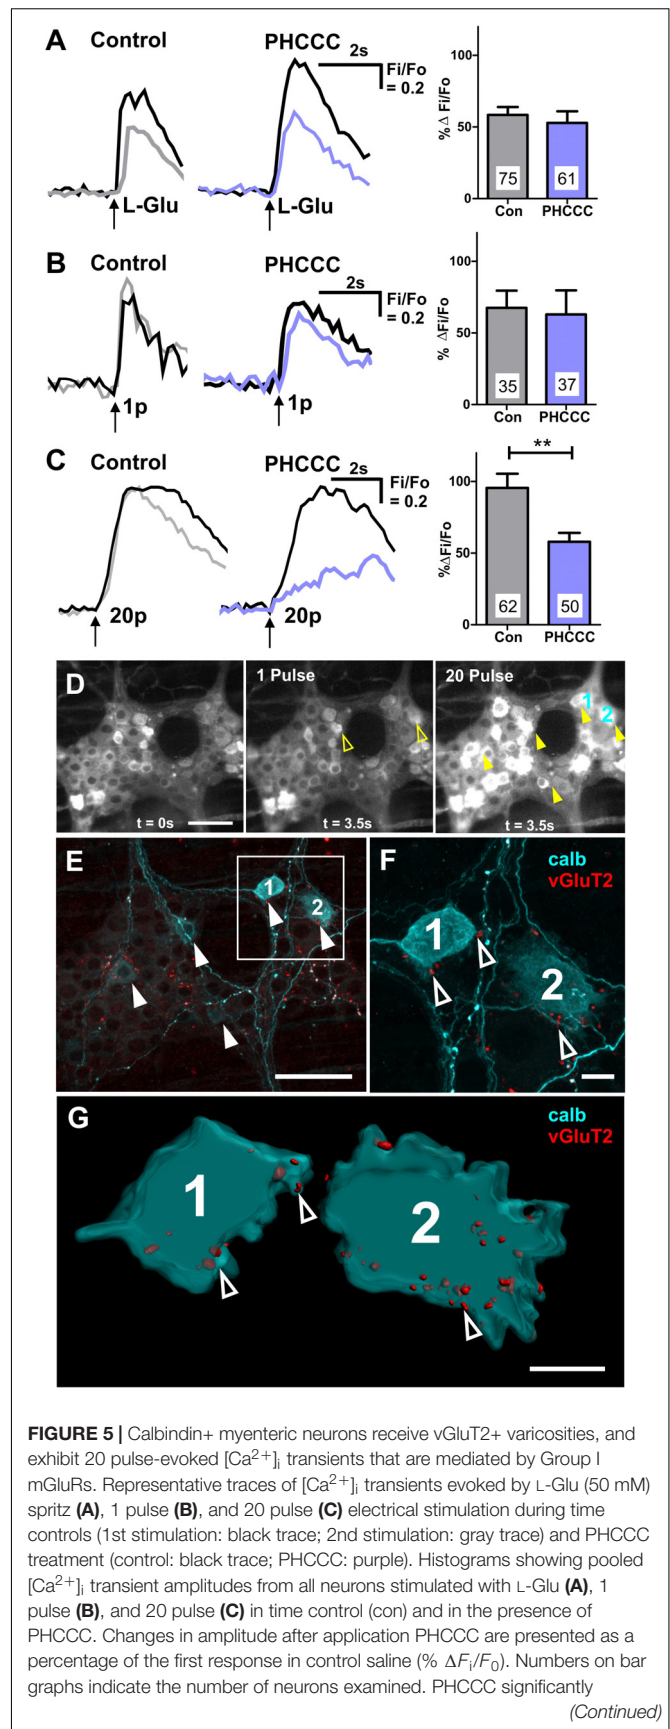 A Control PHCCC
2s
Fi/Fo
= 0.2
L-Glu L-Glu
% Δ Fi/Fo
100
50
0
75 61
Con PHCCC
B Control PHCCC
2s
Fi/Fo
= 0.2
1p 1p
% ΔFi/Fo
100
50
0
35 37
Con PHCCC
C Control PHCCC
2s
Fi/Fo
= 0.2
20p 20p
%ΔFi/Fo
**
100
50
0
62 50
Con PHCCC
D 1 Pulse 20 Pulse
1 2
t = 0s t = 3.5s t = 3.5s
E 1 2
F calb
vGluT2
1 2
G calb
vGluT2
1 2
FIGURE 5 | Calbindin+ myenteric neurons receive vGluT2+ varicosities, and
exhibit 20 pulse-evoked [Ca2+]i transients that are mediated by Group I
mGluRs. Representative traces of [Ca2+]i transients evoked by L-Glu (50 mM)
spritz (A), 1 pulse (B), and 20 pulse (C) electrical stimulation during time
controls (1st stimulation: black trace; 2nd stimulation: gray trace) and PHCCC
treatment (control: black trace; PHCCC: purple). Histograms showing pooled
[Ca2+]i transient amplitudes from all neurons stimulated with L-Glu (A), 1
pulse (B), and 20 pulse (C) in time control (con) and in the presence of
PHCCC. Changes in amplitude after application PHCCC are presented as a
percentage of the first response in control saline (% ΔFi/F0). Numbers on bar
graphs indicate the number of neurons examined. PHCCC significantly
(Continued)